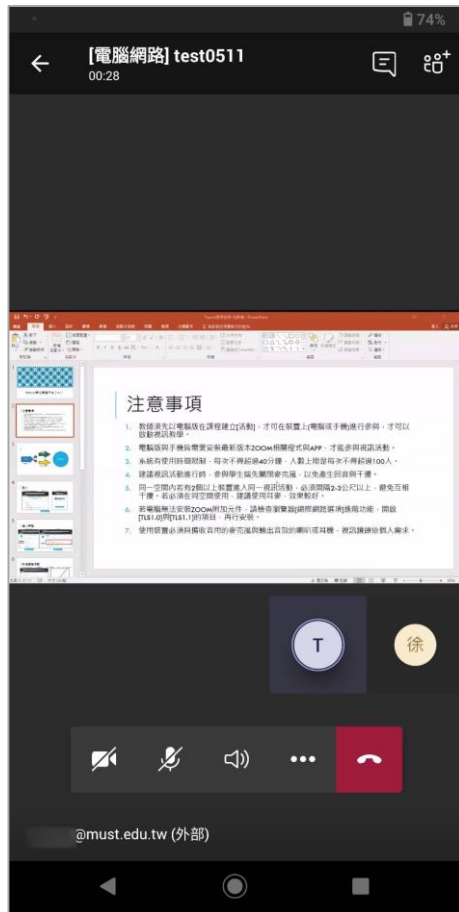 74%
[電腦網路] test0511
00:28
注意事項
1. 教師須先以電腦版在課程建立[活動]，才可在裝置上[電腦或手機]進行參與，才可以
啟動視訊教學。
2. 電腦版與手機皆需要安裝最新版本ZOOM相關程式與APP，才能參與視訊活動。
3. 系統有使用時間限制，每次不得超過40分鐘，人數上限是每次不得超過100人。
4. 建議視訊活動進行時，參與學生端先關閉麥克風，以免產生回音與干擾。
5. 同一空間內若有2個以上裝置進入同一視訊活動，必須間隔2-3公尺以上，避免互相
干擾。若必須在同空間使用，建議使用耳麥，效果較好。
6. 若電腦無法安裝ZOOM附加元件，請檢查瀏覽器[網際網路選項]進階功能，開啟
[TLS1.0]與[TLS1.1]的項目，再行安裝。
7. 使用裝置必須具備收音用的麥克風與輸出音效的喇叭或耳機，視訊鏡頭依個人需求。
T
徐
@must.edu.tw (外部)